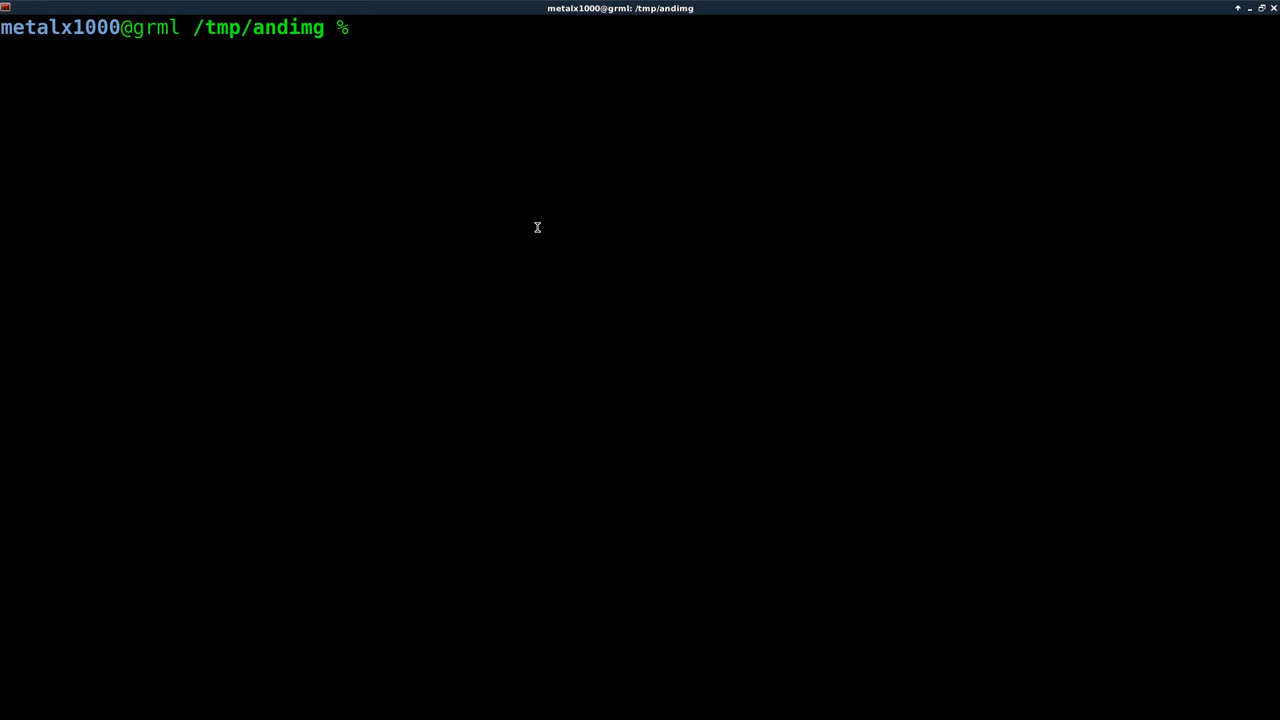 metalx1000@grml: /tmp/andimg
metalx1000@grml /tmp/andimg %